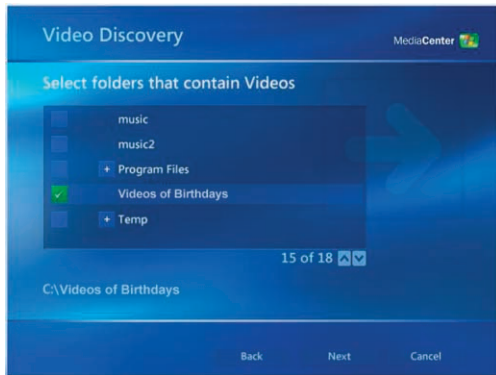 Video Discovery
MediaCenter
Select folders that contain Videos
music
music2
+ Program Files
Videos of Birthdays
+ Temp
15 of 18
C:\Videos of Birthdays
Back Next Cancel